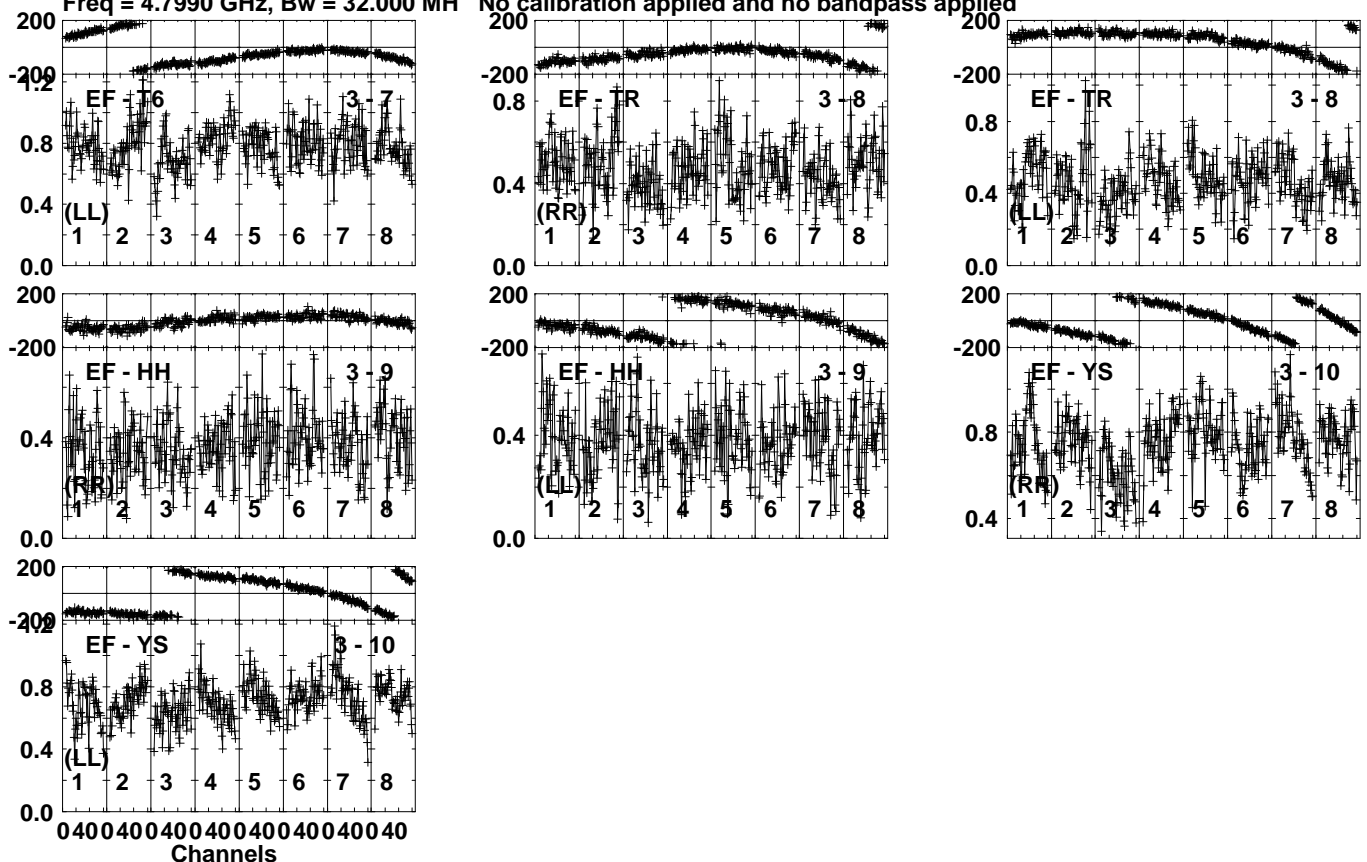 Freq = 4.7990 GHz, Bw = 32.000 MH No calibration applied and no bandpass applied
200
-200
1.2
0.8
0.4
0.0
EF - T6 3 - 7
(LL)
1 2 3 4 5 6 7 8
200
-200
0.8
0.4
0.0
EF - TR 3 - 8
(RR)
1 2 3 4 5 6 7 8
200
-200
0.8
0.4
0.0
EF - TR 3 - 8
(LL)
1 2 3 4 5 6 7 8
200
-200
0.4
0.0
EF - HH 3 - 9
(RR)
1 2 3 4 5 6 7 8
200
-200
0.4
0.0
EF - HH 3 - 9
(LL)
1 2 3 4 5 6 7 8
200
-200
0.8
0.4
EF - YS 3 - 10
(RR)
1 2 3 4 5 6 7 8
200
-200
1.2
0.8
0.4
0.0
EF - YS 3 - 10
(LL)
1 2 3 4 5 6 7 8
0 40 0 40 0 40 0 40 0 40 0 40 0 40 0 40
Channels